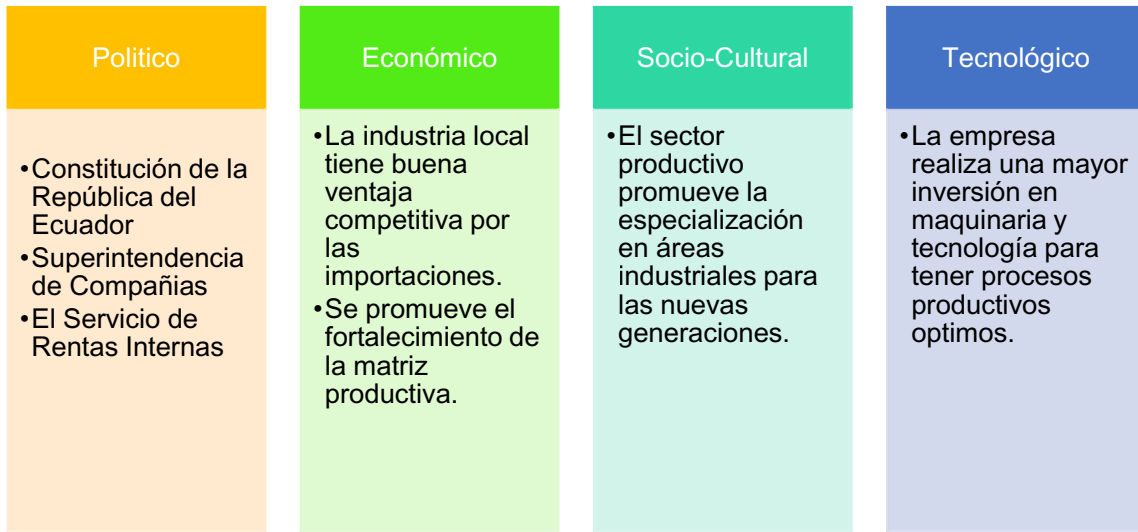 Politico
•Constitución de la
República del
Ecuador
•Superintendencia
de Compañias
•El Servicio de
Rentas Internas
Económico
•La industria local
tiene buena
ventaja
competitiva por
las
importaciones.
•Se promueve el
fortalecimiento de
la matriz
productiva.
Socio-Cultural
•El sector
productivo
promueve la
especialización
en áreas
industriales para
las nuevas
generaciones.
Tecnológico
•La empresa
realiza una mayor
inversión en
maquinaria y
tecnología para
tener procesos
productivos
optimos.